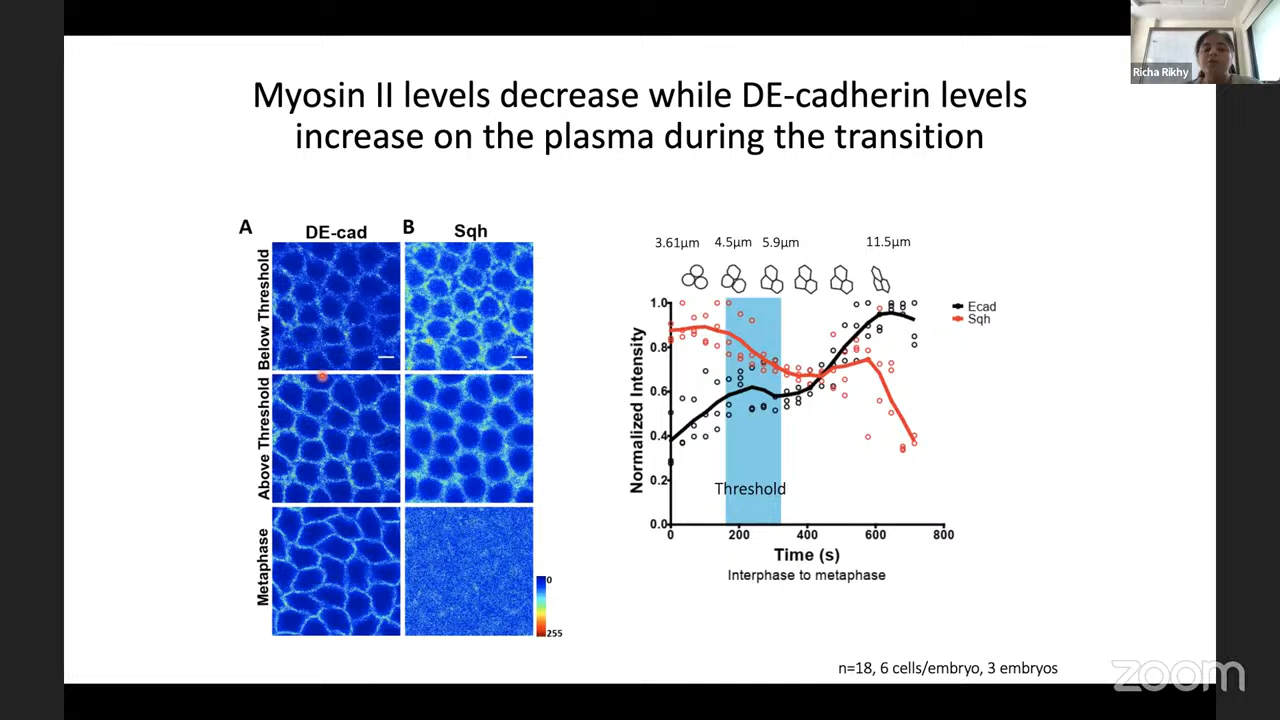 Richa Rikhy
Myosin II levels decrease while DE-cadherin levels
increase on the plasma during the transition
A
DE-cad
B
Sqh
Below Threshold
Above Threshold
Metaphase
0
255
3.61μm
4.5μm
5.9μm
11.5μm
Normalized Intensity
1.0
0.8
0.6
0.4
0.2
0.0
Threshold
0
200
400
600
800
Time (s)
Interphase to metaphase
Ecad
Sqh
n=18, 6 cells/embryo, 3 embryos
zoom